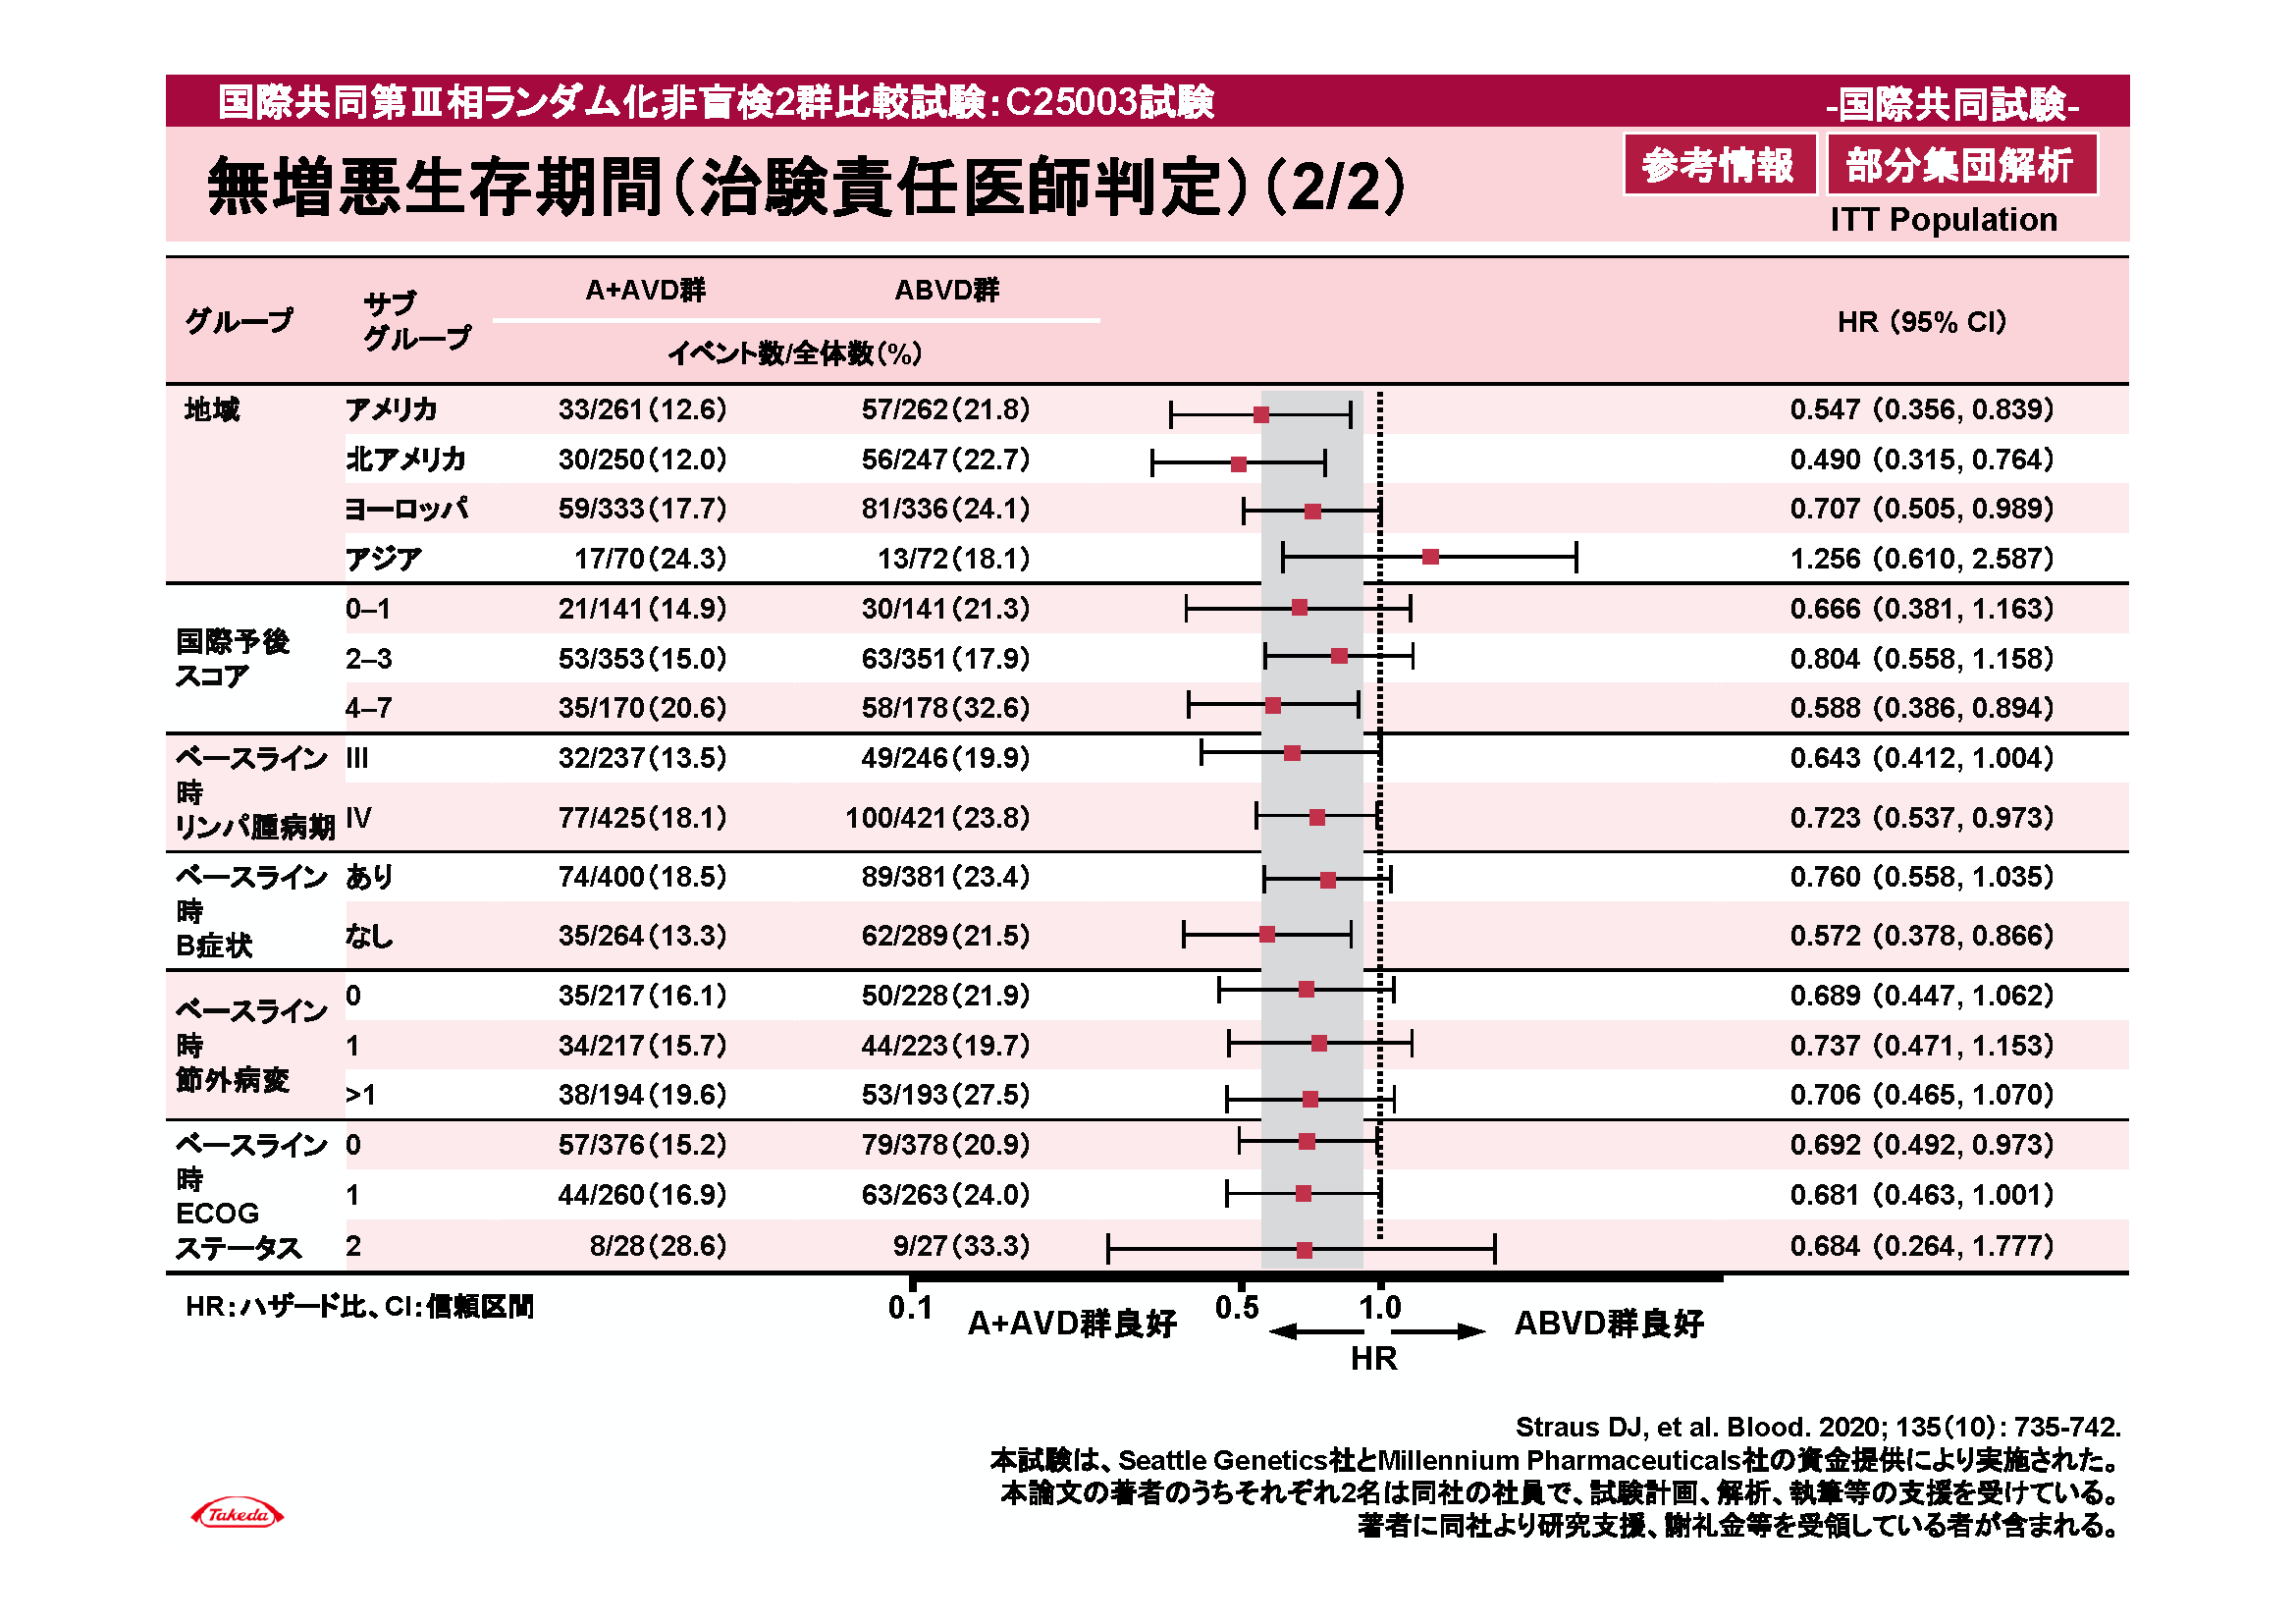 国際共同第Ⅲ相ランダム化非盲検2群比較試験：C25003試験
-国際共同試験-
無増悪生存期間（治験責任医師判定）（2/2）
参考情報 部分集団解析
ITT Population
グループ サブグループ A+AVD群 ABVD群 HR（95% CI）
イベント数/全体数（%）
地域 アメリカ 33/261（12.6） 57/262（21.8） 0.547（0.356, 0.839）
北アメリカ 30/250（12.0） 56/247（22.7） 0.490（0.315, 0.764）
ヨーロッパ 59/333（17.7） 81/336（24.1） 0.707（0.505, 0.989）
アジア 17/70（24.3） 13/72（18.1） 1.256（0.610, 2.587）
国際予後スコア 0–1 21/141（14.9） 30/141（21.3） 0.666（0.381, 1.163）
2–3 53/353（15.0） 63/351（17.9） 0.804（0.558, 1.158）
4–7 35/170（20.6） 58/178（32.6） 0.588（0.386, 0.894）
ベースライン時リンパ腫病期 III 32/237（13.5） 49/246（19.9） 0.643（0.412, 1.004）
IV 77/425（18.1） 100/421（23.8） 0.723（0.537, 0.973）
ベースライン時B症状 あり 74/400（18.5） 89/381（23.4） 0.760（0.558, 1.035）
なし 35/264（13.3） 62/289（21.5） 0.572（0.378, 0.866）
ベースライン時節外病変 0 35/217（16.1） 50/228（21.9） 0.689（0.447, 1.062）
1 34/217（15.7） 44/223（19.7） 0.737（0.471, 1.153）
>1 38/194（19.6） 53/193（27.5） 0.706（0.465, 1.070）
ベースライン時ECOGステータス 0 57/376（15.2） 79/378（20.9） 0.692（0.492, 0.973）
1 44/260（16.9） 63/263（24.0） 0.681（0.463, 1.001）
2 8/28（28.6） 9/27（33.3） 0.684（0.264, 1.777）
HR：ハザード比、CI：信頼区間
0.1 0.5 1.0
A+AVD群良好 ABVD群良好
HR
Straus DJ, et al. Blood. 2020; 135（10）: 735-742.
本試験は、Seattle Genetics社とMillennium Pharmaceuticals社の資金提供により実施された。
本論文の著者のうちそれぞれ2名は同社の社員で、試験計画、解析、執筆等の支援を受けている。
著者に同社より研究支援、謝礼金等を受領している者が含まれる。
Takeda